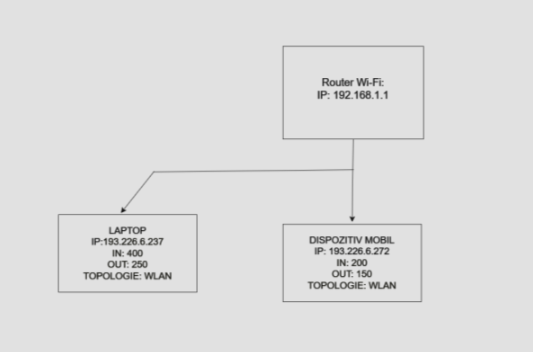 Router Wi-Fi:
IP: 192.168.1.1
LAPTOP
IP:193.226.6.237
IN: 400
OUT: 250
TOPOLOGIE: WLAN
DISPOZITIV MOBIL
IP: 193.226.6.272
IN: 200
OUT: 150
TOPOLOGIE: WLAN